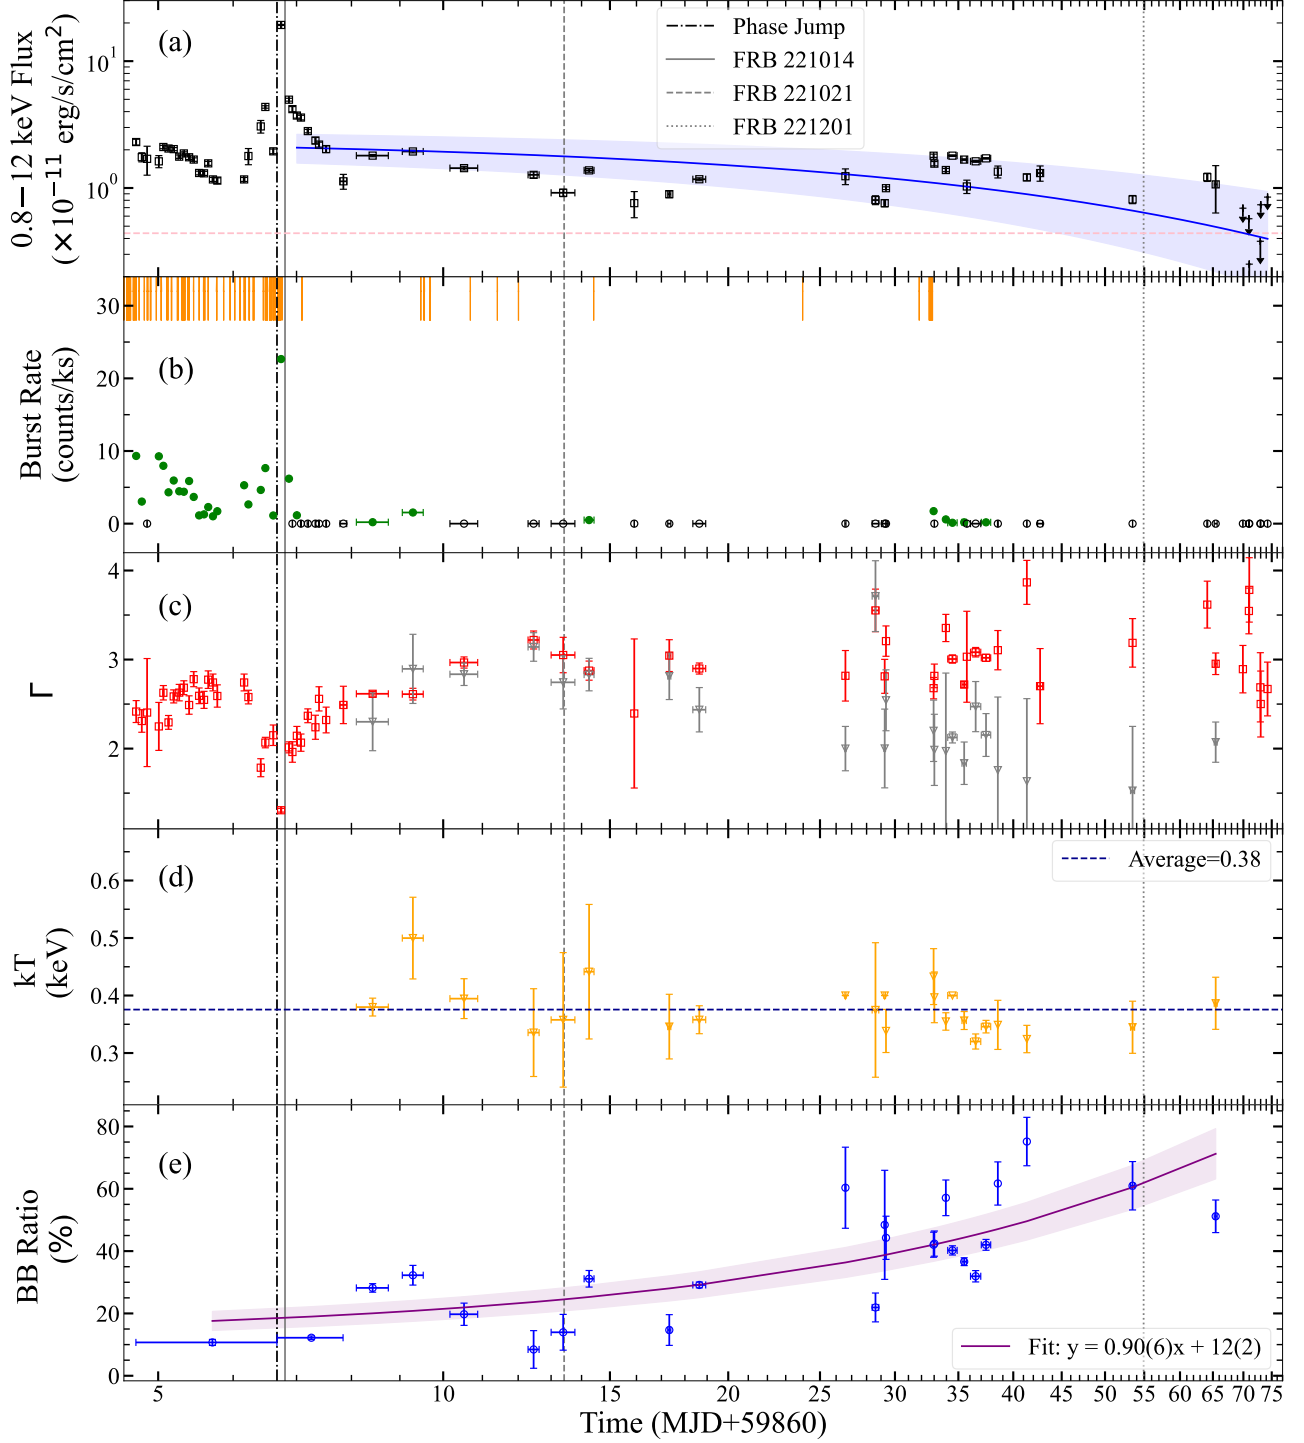 (a)
0.8−12 keV Flux
(×10⁻¹¹ erg/s/cm²)
10¹
10⁰
Phase Jump
FRB 221014
FRB 221021
FRB 221201
(b)
Burst Rate
(counts/ks)
30
20
10
0
(c)
Γ
4
3
2
(d)
kT
(keV)
0.6
0.5
0.4
0.3
Average=0.38
(e)
BB Ratio
(%)
80
60
40
20
0
Fit: y = 0.90(6)x + 12(2)
5 10 15 20 25 30 35 40 45 50 55 60 65 70 75
Time (MJD+59860)